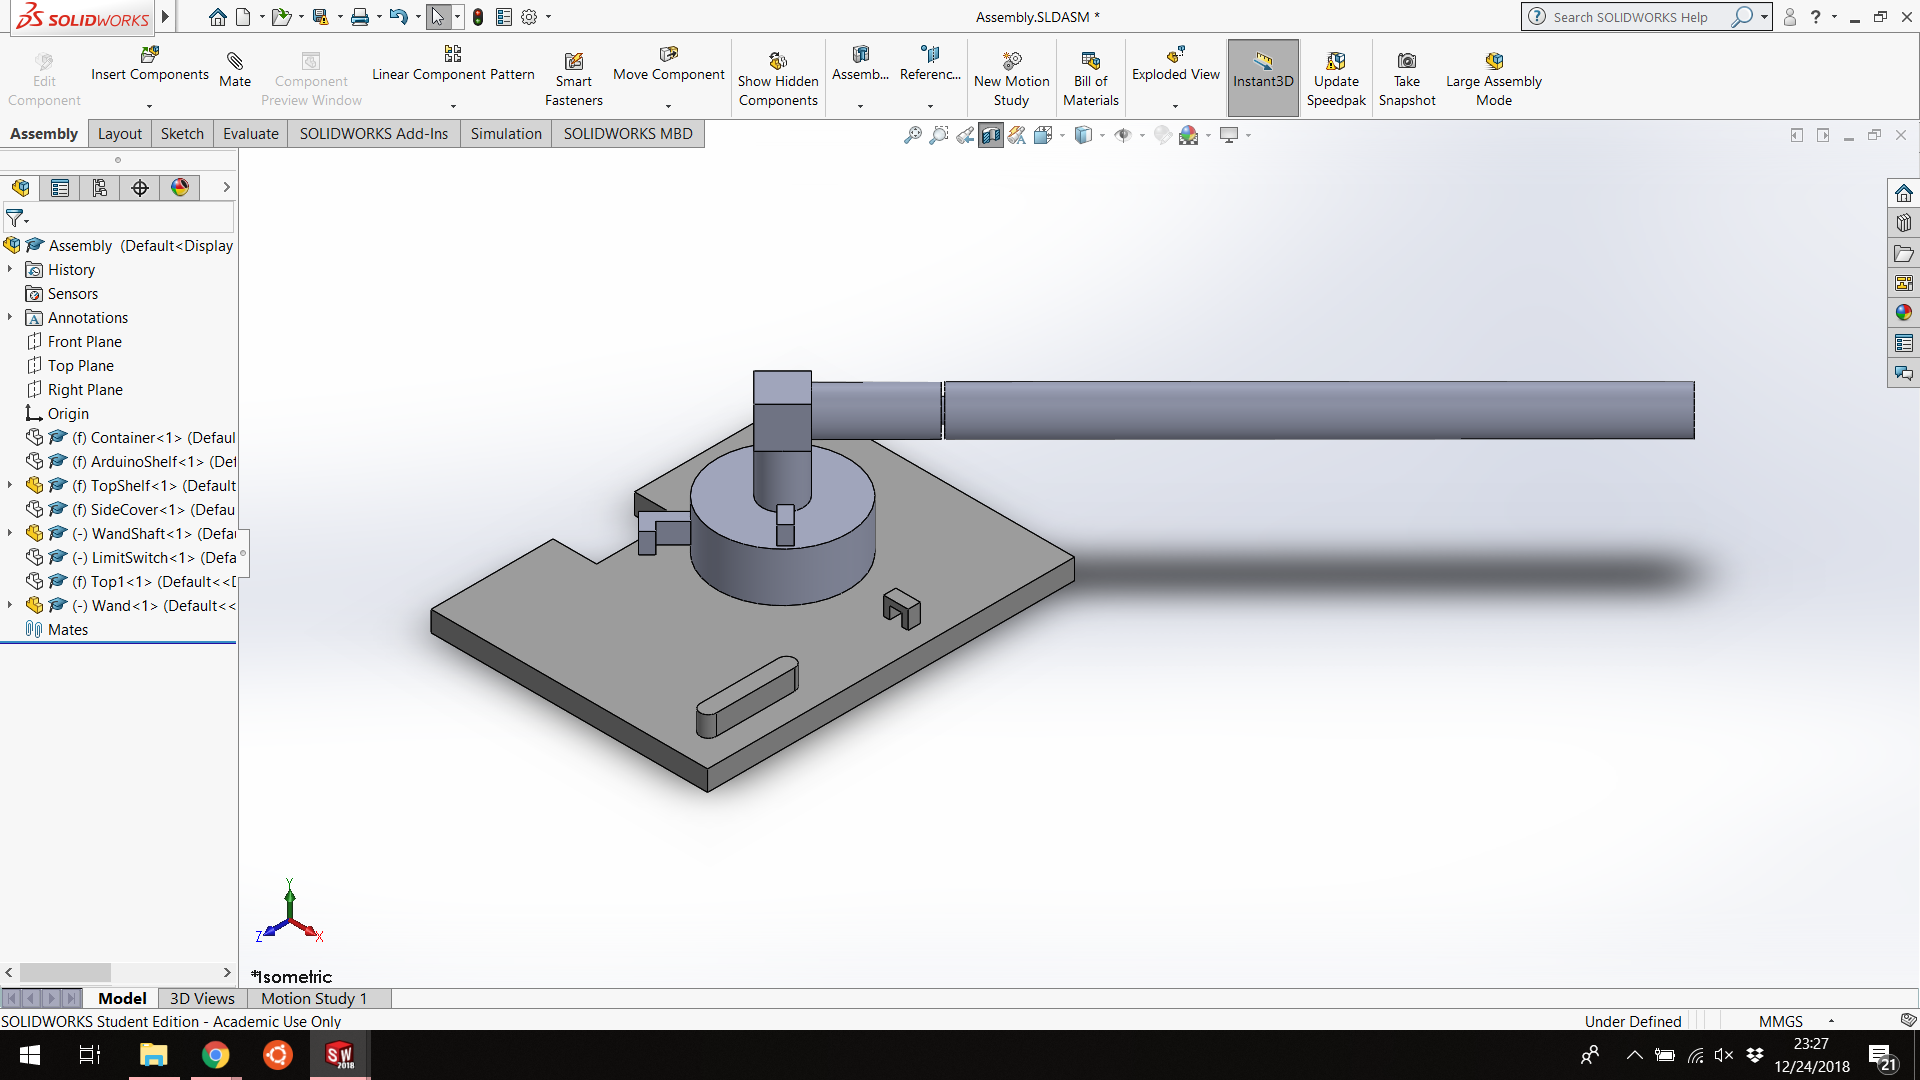 SOLIDWORKS
Assembly.SLDASM *
Search SOLIDWORKS Help
?
Edit Component
Insert Components
Mate
Component Preview Window
Linear Component Pattern
Smart Fasteners
Move Component
Show Hidden Components
Assemb...
Referenc...
New Motion Study
Bill of Materials
Exploded View
Instant3D
Update Speedpak
Take Snapshot
Large Assembly Mode
Assembly
Layout
Sketch
Evaluate
SOLIDWORKS Add-Ins
Simulation
SOLIDWORKS MBD
Assembly (Default<Display
History
Sensors
Annotations
Front Plane
Top Plane
Right Plane
Origin
(f) Container<1> (Defaul
(f) ArduinoShelf<1> (Def
(f) TopShelf<1> (Default
(f) SideCover<1> (Defau
(-) WandShaft<1> (Defau
(-) LimitSwitch<1> (Defa
(f) Top1<1> (Default<<D
(-) Wand<1> (Default<<
Mates
Y
Z
X
*Isometric
Model
3D Views
Motion Study 1
SOLIDWORKS Student Edition - Academic Use Only
Under Defined
MMGS
SW
2018
23:27
12/24/2018
21